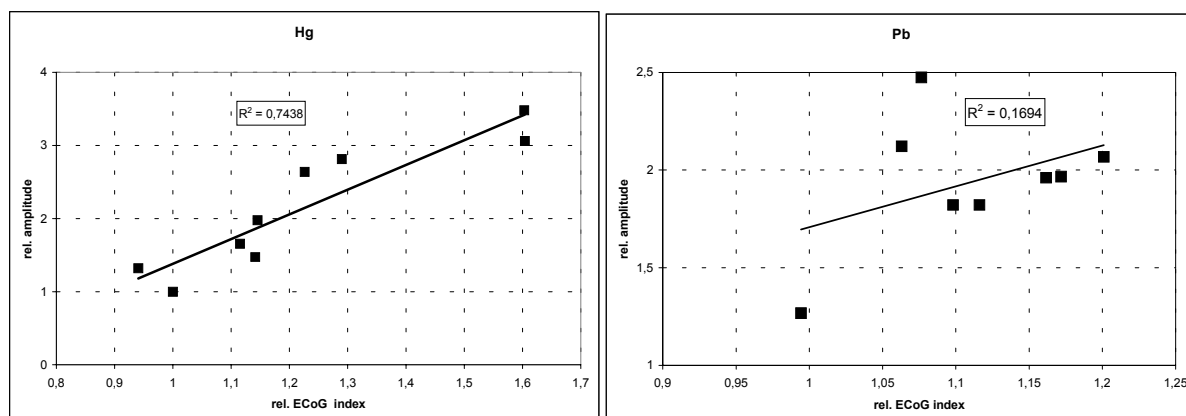 Hg
R² = 0,7438
rel. amplitude
4
3
2
1
0
0,8 0,9 1 1,1 1,2 1,3 1,4 1,5 1,6 1,7
rel. ECoG index
Pb
R² = 0,1694
rel. amplitude
2,5
2
1,5
1
0,9 0,95 1 1,05 1,1 1,15 1,2 1,25
rel. ECoG index